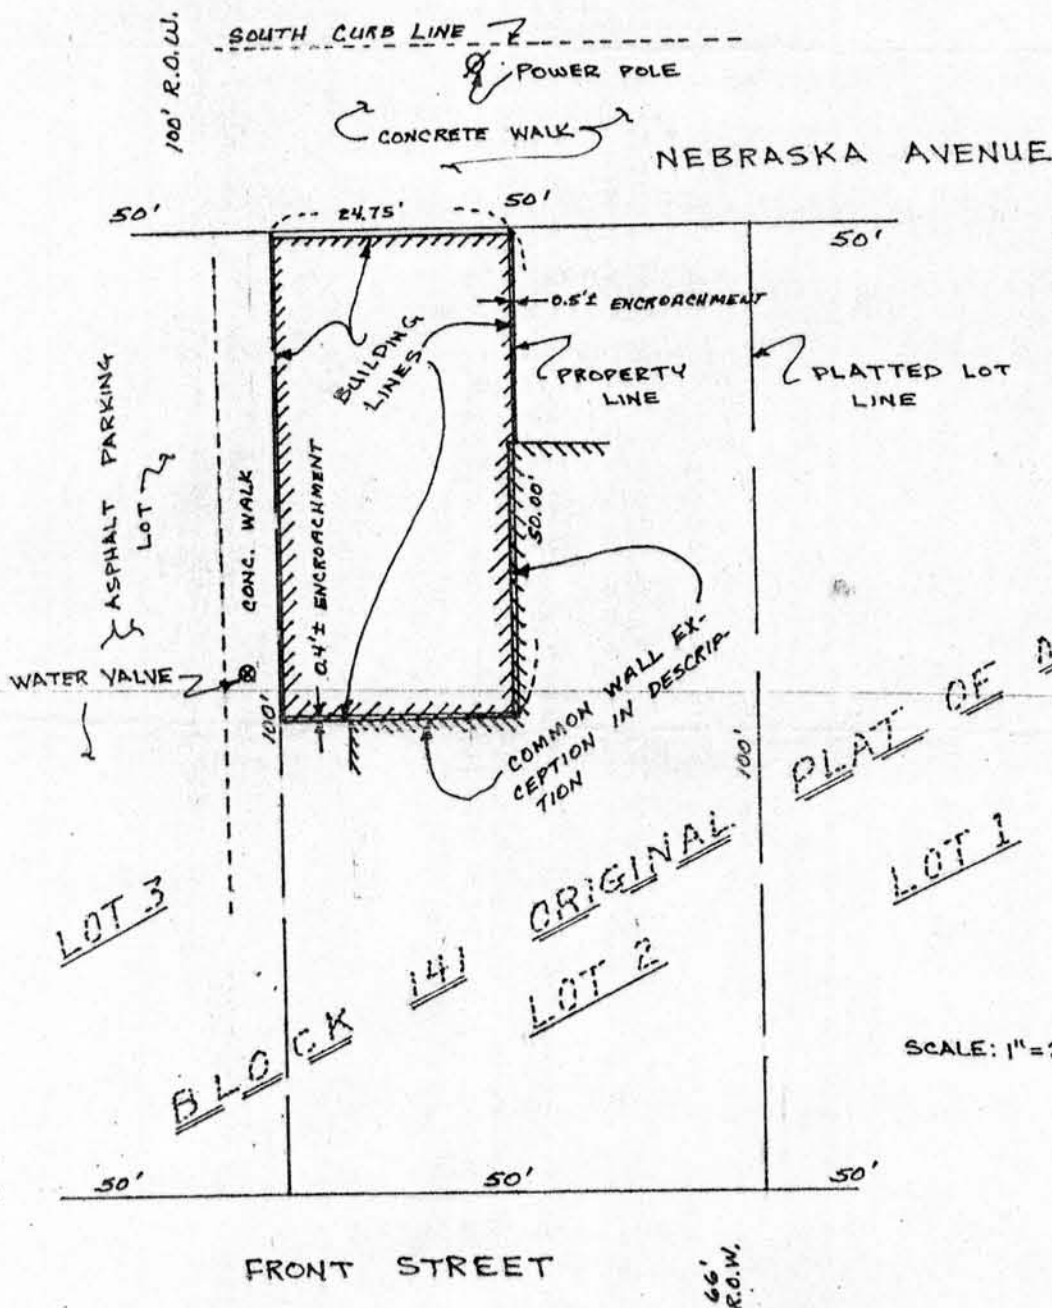 100' R.O.W.
SOUTH CURB LINE
POWER POLE
CONCRETE WALK
NEBRASKA AVENUE
50'
24.75'
50'
50'
0.5'± ENCROACHMENT
BUILDING
LINES
PROPERTY
LINE
PLATTED LOT
LINE
ASPHALT PARKING
LOT
CONC. WALK
0.4'± ENCROACHMENT
50.00'
WATER VALVE
100'
COMMON WALL EX-
CEPTION IN DESCRIP-
TION
100'
PLAT OF
LOT 3
BLOCK 141 ORIGINAL
LOT 2
LOT 1
SCALE: 1"=
50'
50'
50'
FRONT STREET
66'
R.O.W.